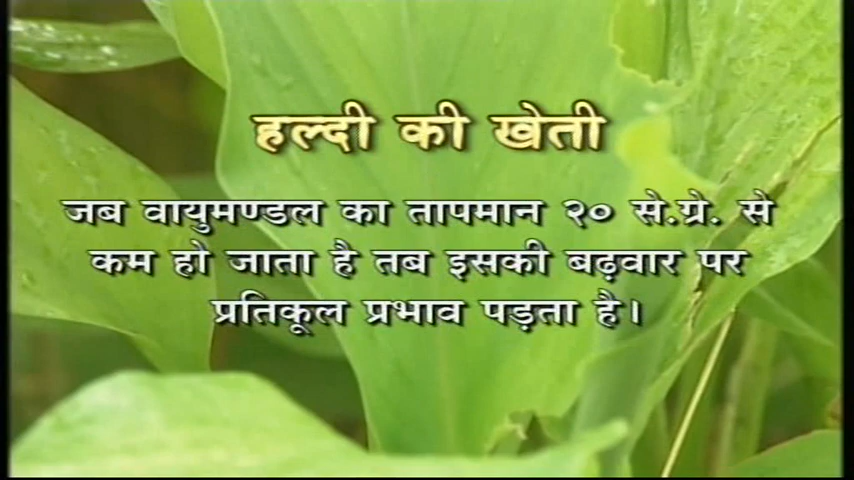 हल्दी की खेती
जब वायुमण्डल का तापमान २० से.ग्रे. से
कम हो जाता है तब इसकी बढ़वार पर
प्रतिकूल प्रभाव पड़ता है।